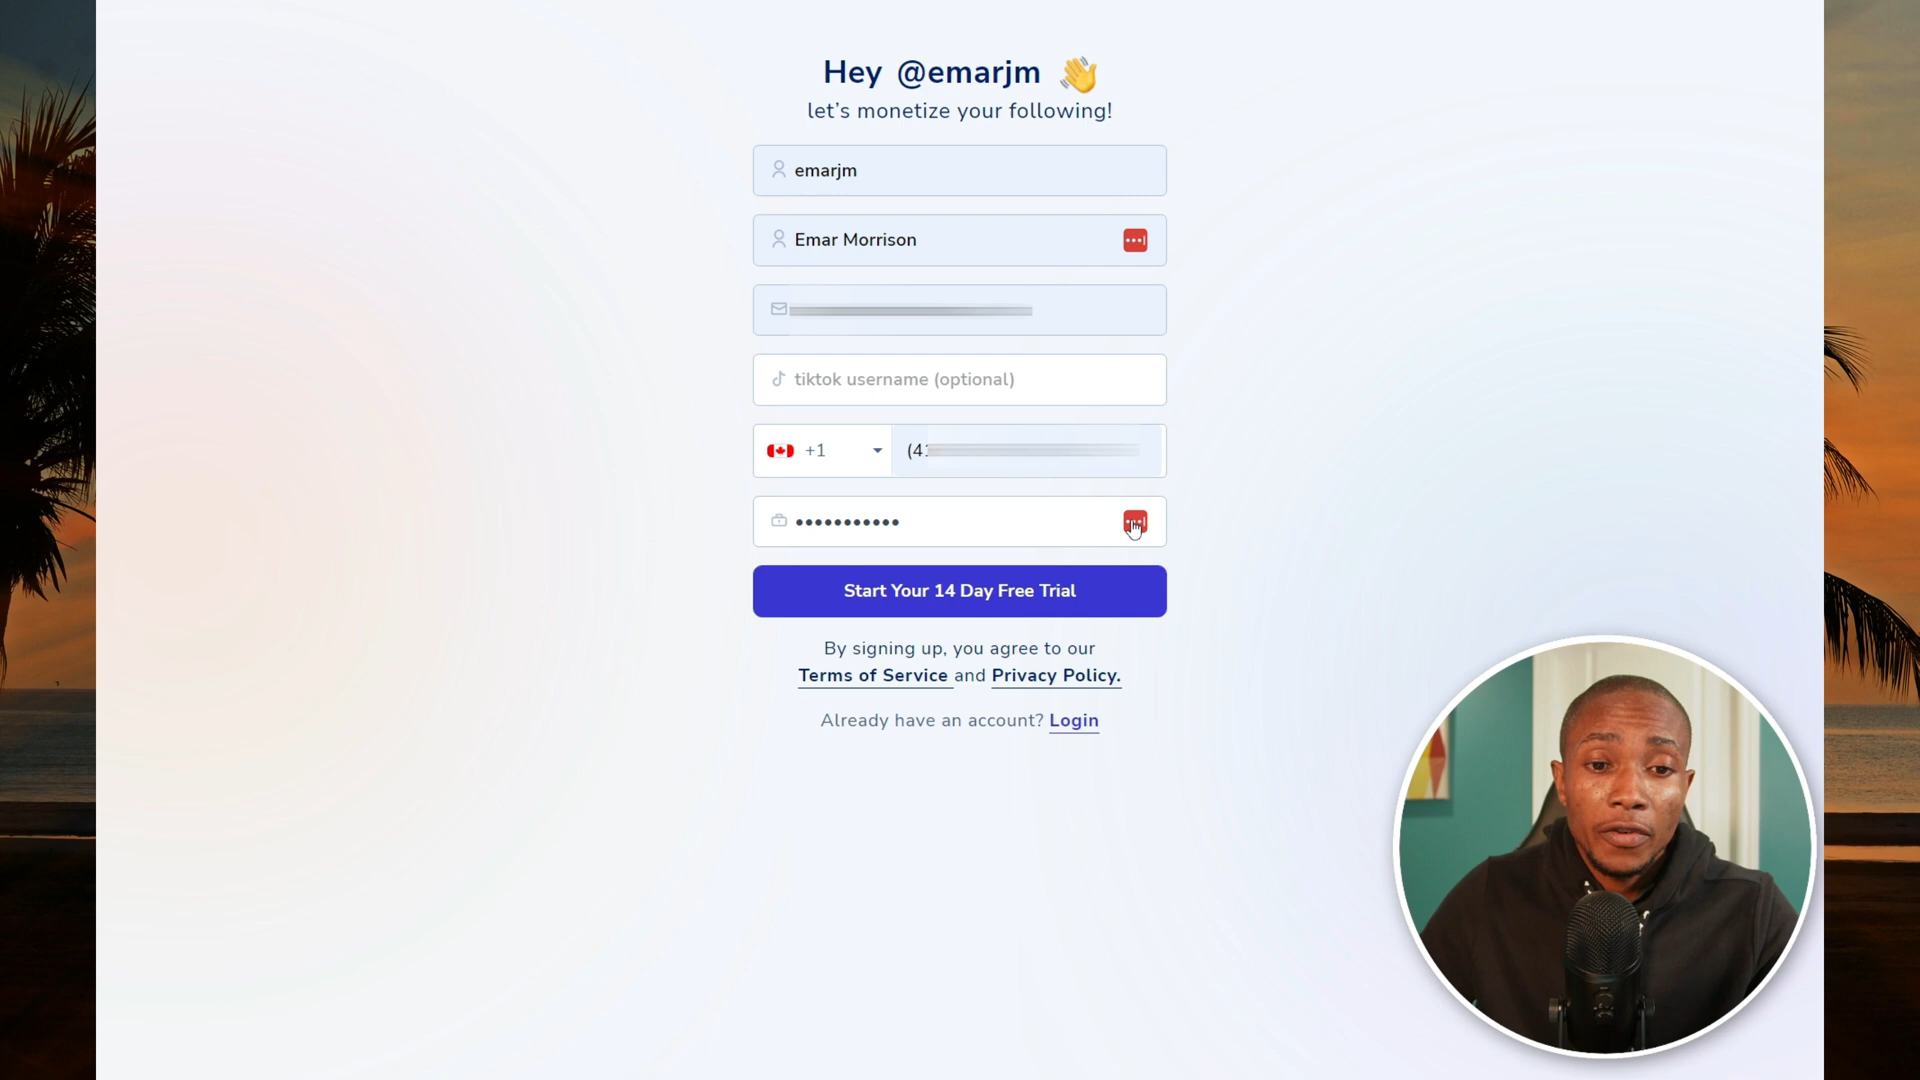 Hey @emarjm 👋
let's monetize your following!
emarjm
Emar Morrison
tiktok username (optional)
+1
(41
Start Your 14 Day Free Trial
By signing up, you agree to our
Terms of Service and Privacy Policy.
Already have an account? Login